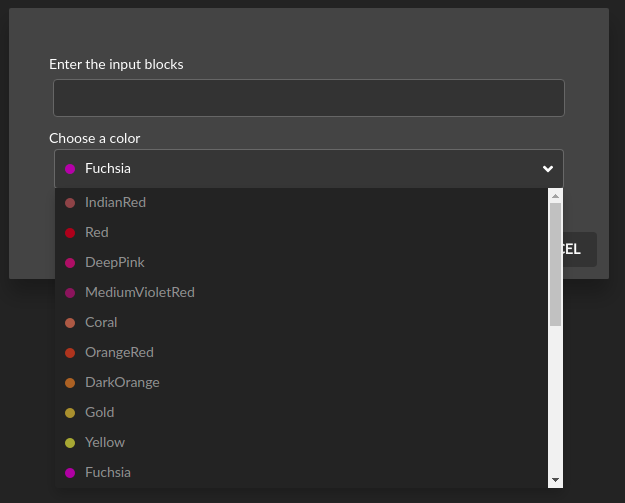 Enter the input blocks
Choose a color
Fuchsia
IndianRed
Red
CEL
DeepPink
MediumVioletRed
Coral
OrangeRed
DarkOrange
Gold
Yellow
Fuchsia